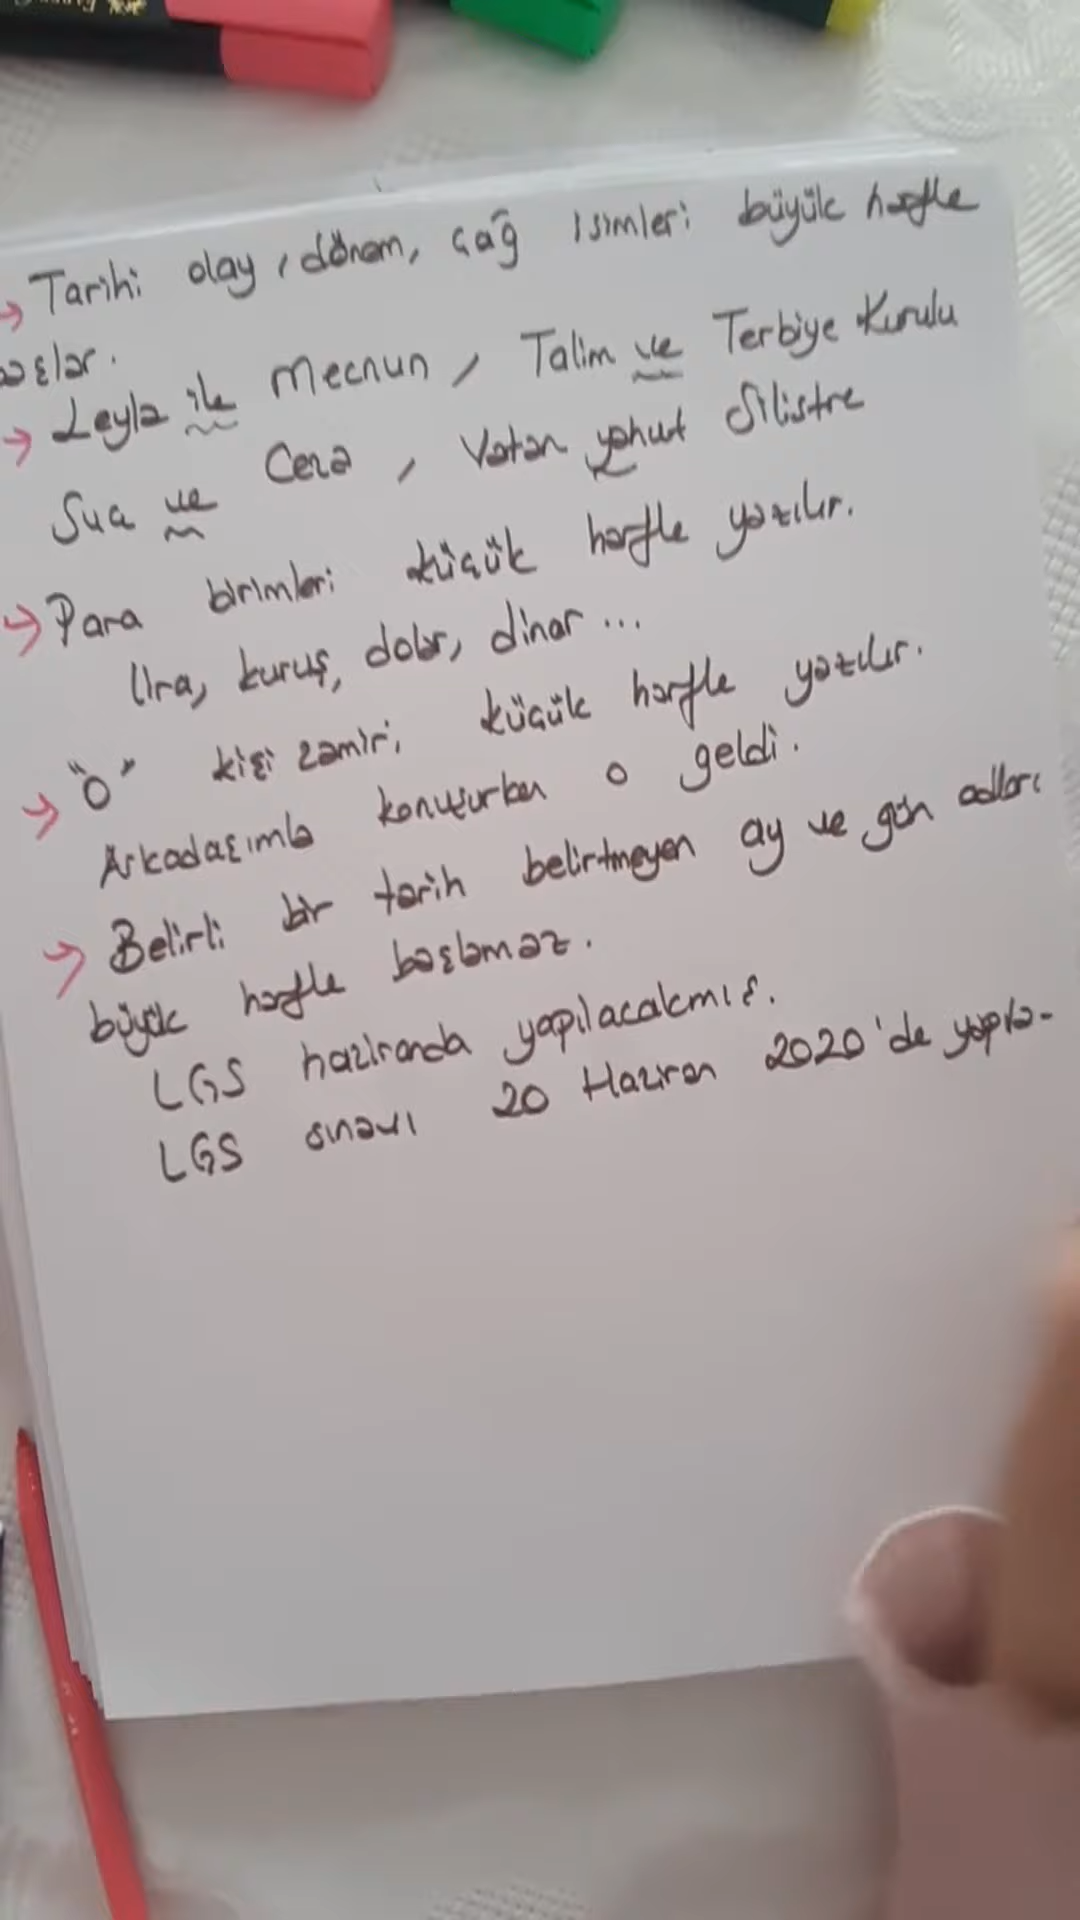 → Tarihi olay, dönem, çağ isimleri büyük harfle
başlar.
→ Leyla ile Mecnun, Talim ve Terbiye Kurulu
Suç ve Ceza, Vatan yahut Silistre
→ Para birimleri küçük harfle yazılır.
lira, kuruş, dolar, dinar ...
→ "O" kişi zamiri, küçük harfle yazılır.
Arkadaşımla konuşurken o geldi.
→ Belirli bir tarih belirtmeyen ay ve gün adları
büyük harfle başlamaz.
LGS haziranda yapılacakmış.
LGS sınavı 20 Haziran 2020'de yapıla-